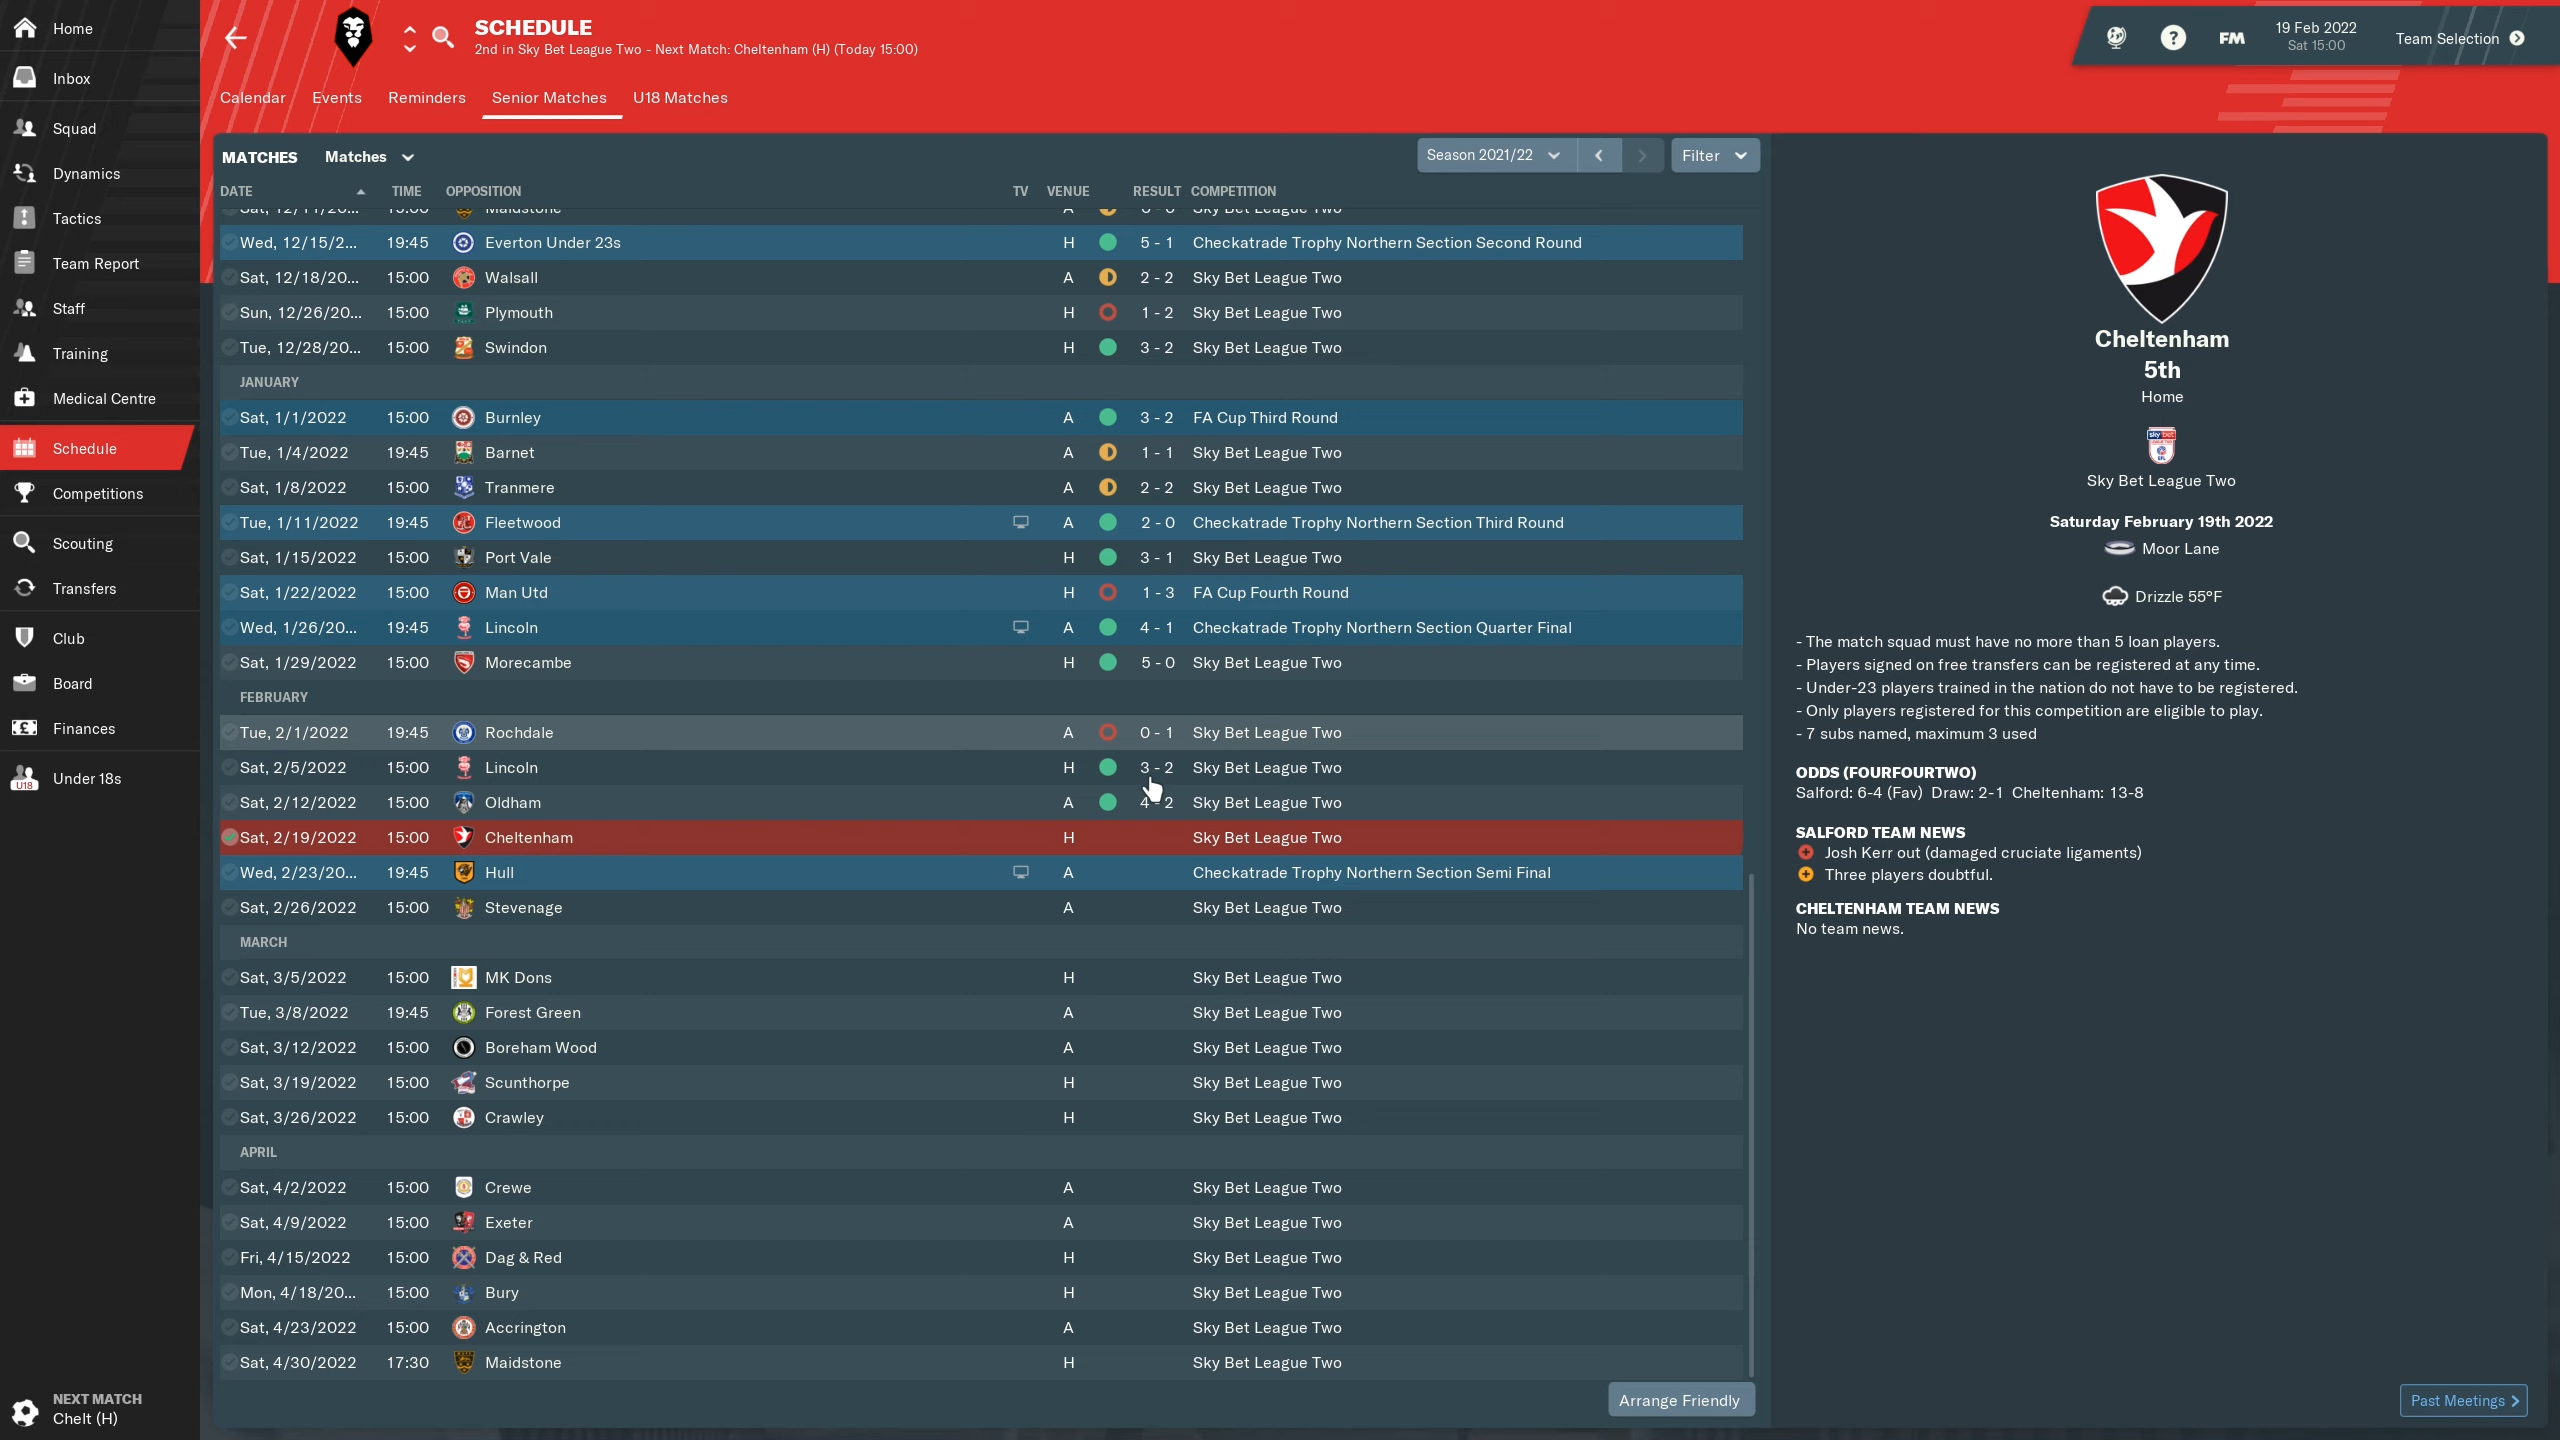 Home
Inbox
Squad
Dynamics
Tactics
Team Report
Staff
Training
Medical Centre
Schedule
Competitions
Scouting
Transfers
Club
Board
Finances
U18 Under 18s
NEXT MATCH
Chelt (H)
SCHEDULE
2nd in Sky Bet League Two - Next Match: Cheltenham (H) (Today 15:00)
? FM 19 Feb 2022 Team Selection
Sat 15:00
Calendar Events Reminders Senior Matches U18 Matches
MATCHES Matches Season 2021/22 Filter
DATE TIME OPPOSITION TV VENUE RESULT COMPETITION
Sat, 12/11/20... 15:00 Maidstone A 0 - 0 Sky Bet League Two
Wed, 12/15/2... 19:45 Everton Under 23s H 5 - 1 Checkatrade Trophy Northern Section Second Round
Sat, 12/18/20... 15:00 Walsall A 2 - 2 Sky Bet League Two
Sun, 12/26/20... 15:00 Plymouth H 1 - 2 Sky Bet League Two
Tue, 12/28/20... 15:00 Swindon H 3 - 2 Sky Bet League Two
JANUARY
Sat, 1/1/2022 15:00 Burnley A 3 - 2 FA Cup Third Round
Tue, 1/4/2022 19:45 Barnet A 1 - 1 Sky Bet League Two
Sat, 1/8/2022 15:00 Tranmere A 2 - 2 Sky Bet League Two
Tue, 1/11/2022 19:45 Fleetwood A 2 - 0 Checkatrade Trophy Northern Section Third Round
Sat, 1/15/2022 15:00 Port Vale H 3 - 1 Sky Bet League Two
Sat, 1/22/2022 15:00 Man Utd H 1 - 3 FA Cup Fourth Round
Wed, 1/26/20... 19:45 Lincoln A 4 - 1 Checkatrade Trophy Northern Section Quarter Final
Sat, 1/29/2022 15:00 Morecambe H 5 - 0 Sky Bet League Two
FEBRUARY
Tue, 2/1/2022 19:45 Rochdale A 0 - 1 Sky Bet League Two
Sat, 2/5/2022 15:00 Lincoln H 3 - 2 Sky Bet League Two
Sat, 2/12/2022 15:00 Oldham A 4 - 2 Sky Bet League Two
Sat, 2/19/2022 15:00 Cheltenham H Sky Bet League Two
Wed, 2/23/20... 19:45 Hull A Checkatrade Trophy Northern Section Semi Final
Sat, 2/26/2022 15:00 Stevenage A Sky Bet League Two
MARCH
Sat, 3/5/2022 15:00 MK Dons H Sky Bet League Two
Tue, 3/8/2022 19:45 Forest Green A Sky Bet League Two
Sat, 3/12/2022 15:00 Boreham Wood A Sky Bet League Two
Sat, 3/19/2022 15:00 Scunthorpe H Sky Bet League Two
Sat, 3/26/2022 15:00 Crawley H Sky Bet League Two
APRIL
Sat, 4/2/2022 15:00 Crewe A Sky Bet League Two
Sat, 4/9/2022 15:00 Exeter A Sky Bet League Two
Fri, 4/15/2022 15:00 Dag & Red H Sky Bet League Two
Mon, 4/18/20... 15:00 Bury H Sky Bet League Two
Sat, 4/23/2022 15:00 Accrington A Sky Bet League Two
Sat, 4/30/2022 17:30 Maidstone H Sky Bet League Two
Arrange Friendly
Cheltenham
5th
Home
sky bet
EFL
Sky Bet League Two
Saturday February 19th 2022
Moor Lane
Drizzle 55°F
- The match squad must have no more than 5 loan players.
- Players signed on free transfers can be registered at any time.
- Under-23 players trained in the nation do not have to be registered.
- Only players registered for this competition are eligible to play.
- 7 subs named, maximum 3 used
ODDS (FOURFOURTWO)
Salford: 6-4 (Fav) Draw: 2-1 Cheltenham: 13-8
SALFORD TEAM NEWS
Josh Kerr out (damaged cruciate ligaments)
Three players doubtful.
CHELTENHAM TEAM NEWS
No team news.
Past Meetings